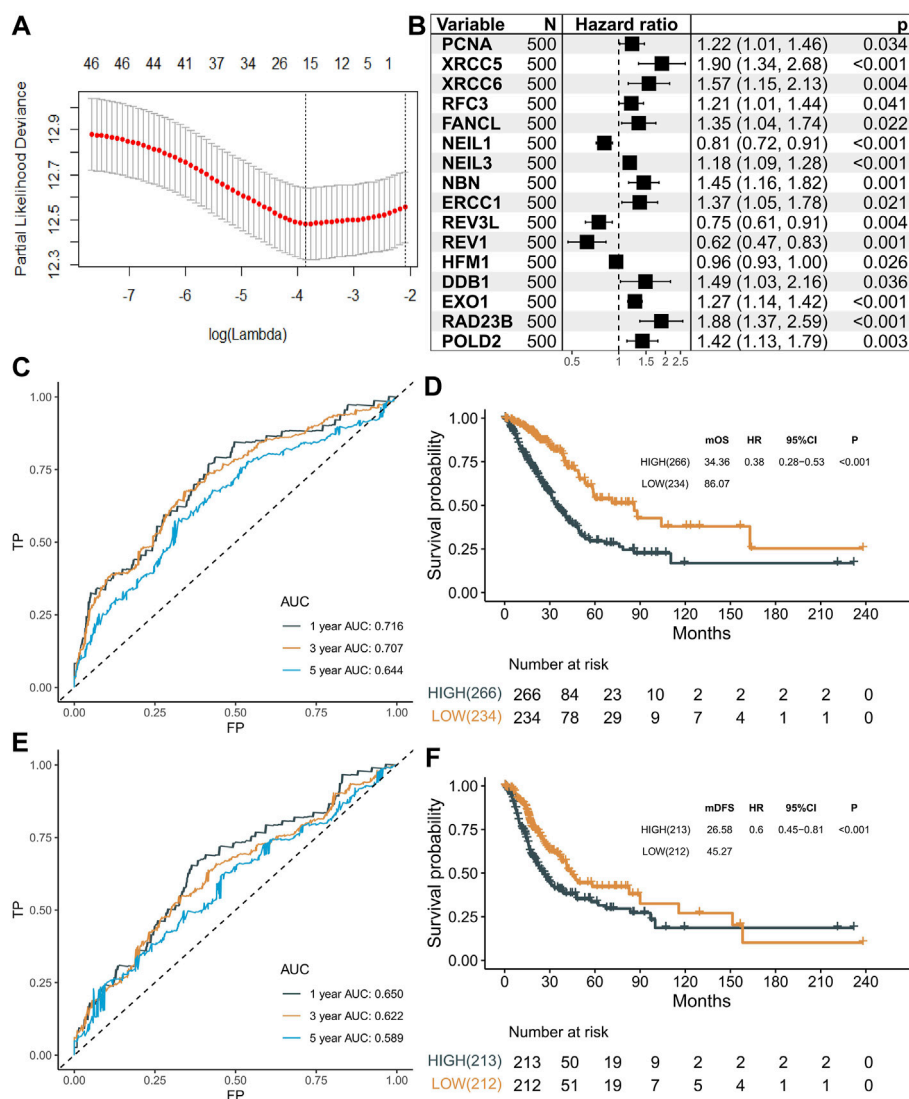 A
46 46 44 41 37 34 26 15 12 5 1
Partial Likelihood Deviance
12.9
12.7
12.5
12.3
-7 -6 -5 -4 -3 -2
log(Lambda)
B
Variable N Hazard ratio p
PCNA 500 1.22 (1.01, 1.46) 0.034
XRCC5 500 1.90 (1.34, 2.68) <0.001
XRCC6 500 1.57 (1.15, 2.13) 0.004
RFC3 500 1.21 (1.01, 1.44) 0.041
FANCL 500 1.35 (1.04, 1.74) 0.022
NEIL1 500 0.81 (0.72, 0.91) <0.001
NEIL3 500 1.18 (1.09, 1.28) <0.001
NBN 500 1.45 (1.16, 1.82) 0.001
ERCC1 500 1.37 (1.05, 1.78) 0.021
REV3L 500 0.75 (0.61, 0.91) 0.004
REV1 500 0.62 (0.47, 0.83) 0.001
HFM1 500 0.96 (0.93, 1.00) 0.026
DDB1 500 1.49 (1.03, 2.16) 0.036
EXO1 500 1.27 (1.14, 1.42) <0.001
RAD23B 500 1.88 (1.37, 2.59) <0.001
POLD2 500 1.42 (1.13, 1.79) 0.003
0.5 1 1.5 2 2.5
C
1.00
0.75
0.50
0.25
0.00
TP
AUC
1 year AUC: 0.716
3 year AUC: 0.707
5 year AUC: 0.644
0.00 0.25 0.50 0.75 1.00
FP
D
1.00
0.75
0.50
0.25
0.00
Survival probability
mOS HR 95%CI P
HIGH(266) 34.36 0.38 0.28−0.53 <0.001
LOW(234) 86.07
0 30 60 90 120 150 180 210 240
Months
Number at risk
HIGH(266) 266 84 23 10 2 2 2 2 0
LOW(234) 234 78 29 9 7 4 1 1 0
E
1.00
0.75
0.50
0.25
0.00
TP
AUC
1 year AUC: 0.650
3 year AUC: 0.622
5 year AUC: 0.589
0.00 0.25 0.50 0.75 1.00
FP
F
1.00
0.75
0.50
0.25
0.00
Survival probability
mDFS HR 95%CI P
HIGH(213) 26.58 0.6 0.45−0.81 <0.001
LOW(212) 45.27
0 30 60 90 120 150 180 210 240
Months
Number at risk
HIGH(213) 213 50 19 9 2 2 2 2 0
LOW(212) 212 51 19 7 5 4 1 1 0